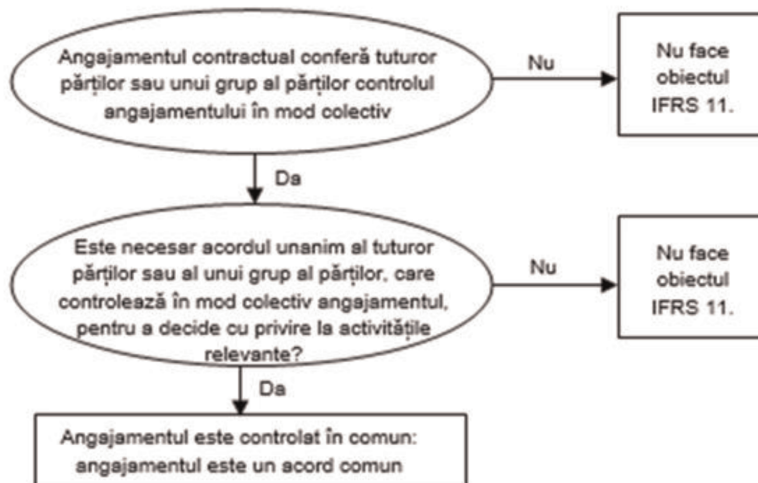 Angajamentul contractual conferă tuturor
părților sau unui grup al părților controlul
angajamentului în mod colectiv
Nu
Nu face
obiectul
IFRS 11.
Da
Este necesar acordul unanim al tuturor
părților sau al unui grup al părților, care
controlează în mod colectiv angajamentul,
pentru a decide cu privire la activitățile
relevante?
Nu
Nu face
obiectul
IFRS 11.
Da
Angajamentul este controlat în comun:
angajamentul este un acord comun